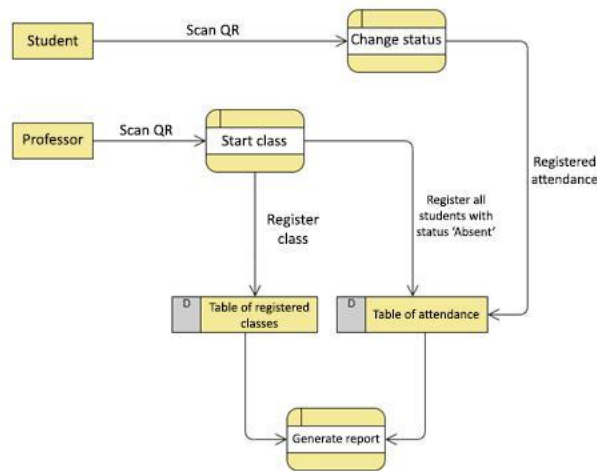 Scan QR
Student
Change status
Scan QR
Professor
Start class
Registered
attendance
Register
class
Register all
students with
status 'Absent'
D
Table of registered
classes
D
Table of attendance
Generate report